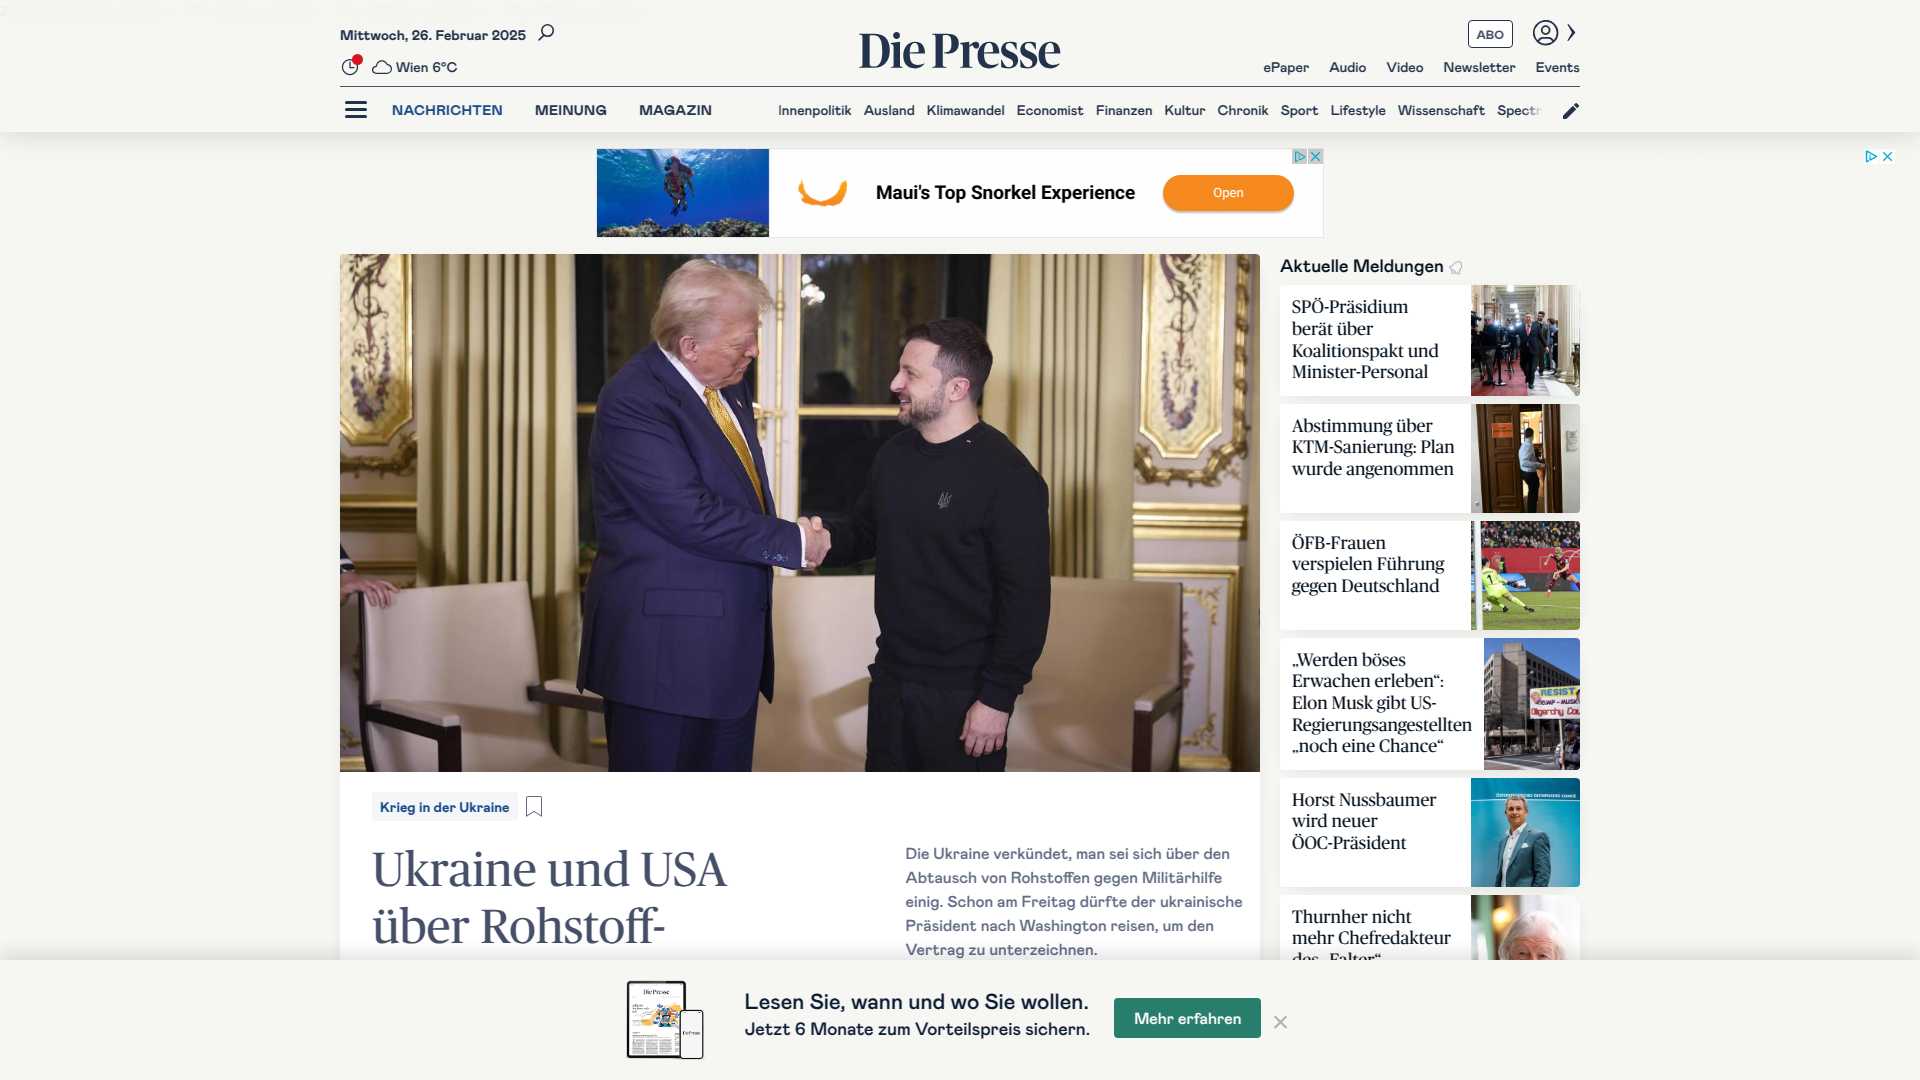 Mittwoch, 26. Februar 2025
Wien 6°C
Die Presse
ABO
ePaper Audio Video Newsletter Events
NACHRICHTEN MEINUNG MAGAZIN
Innenpolitik Ausland Klimawandel Economist Finanzen Kultur Chronik Sport Lifestyle Wissenschaft Spectr
Maui's Top Snorkel Experience
Open
Krieg in der Ukraine
Ukraine und USA
über Rohstoff-
Die Ukraine verkündet, man sei sich über den
Abtausch von Rohstoffen gegen Militärhilfe
einig. Schon am Freitag dürfte der ukrainische
Präsident nach Washington reisen, um den
Vertrag zu unterzeichnen.
Aktuelle Meldungen
SPÖ-Präsidium
berät über
Koalitionspakt und
Minister-Personal
Abstimmung über
KTM-Sanierung: Plan
wurde angenommen
ÖFB-Frauen
verspielen Führung
gegen Deutschland
„Werden böses
Erwachen erleben“:
Elon Musk gibt US-
Regierungsangestellten
„noch eine Chance“
RESIST
Horst Nussbaumer
wird neuer
ÖOC-Präsident
Thurnher nicht
mehr Chefredakteur
des „Falter“
Die Presse
Lesen Sie, wann und wo Sie wollen.
Jetzt 6 Monate zum Vorteilspreis sichern.
Mehr erfahren